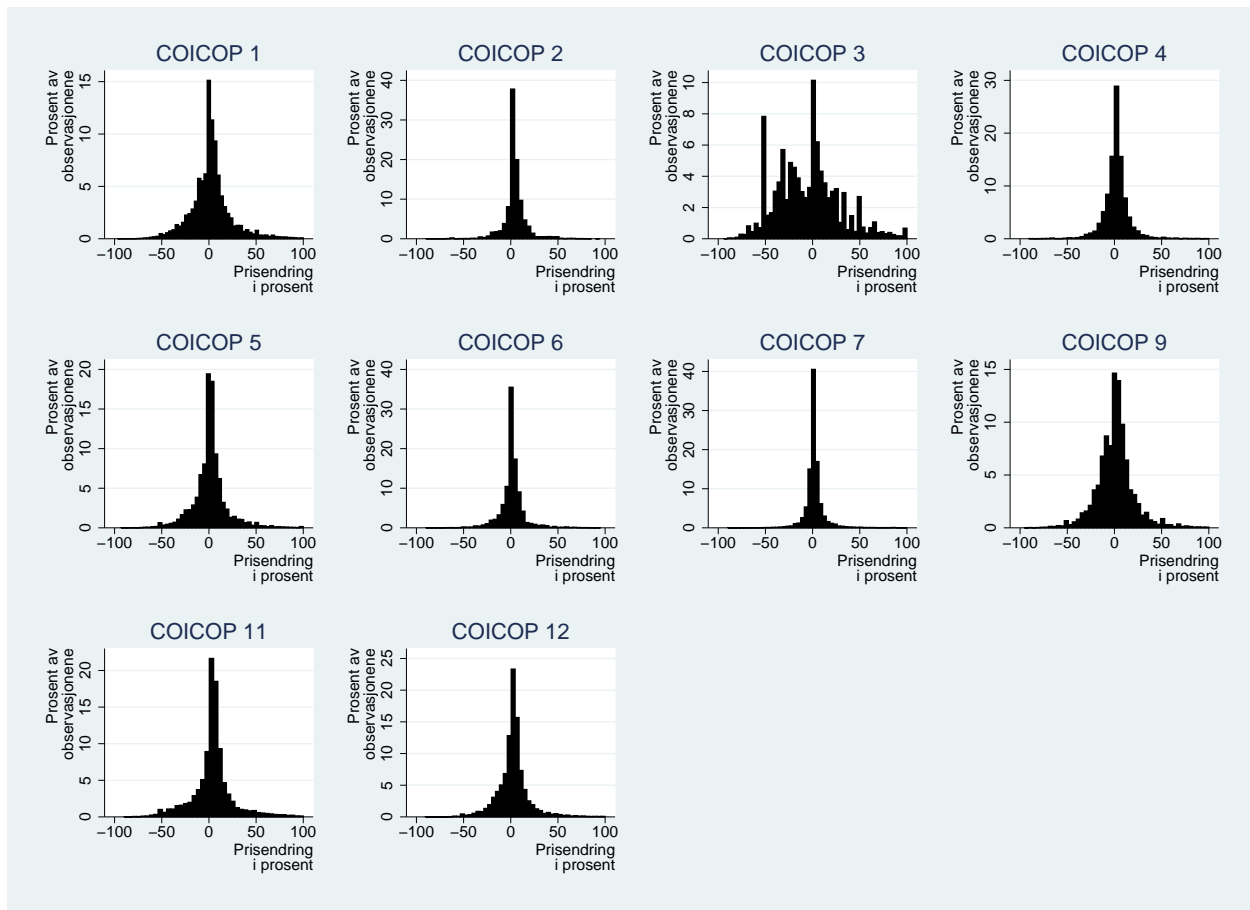 COICOP 1
Prosent av
observasjonene
15
10
5
0
−100 −50 0 50 100
Prisendring
i prosent
COICOP 2
Prosent av
observasjonene
40
30
20
10
0
−100 −50 0 50 100
Prisendring
i prosent
COICOP 3
Prosent av
observasjonene
10
8
6
4
2
0
−100 −50 0 50 100
Prisendring
i prosent
COICOP 4
Prosent av
observasjonene
30
20
10
0
−100 −50 0 50 100
Prisendring
i prosent
COICOP 5
Prosent av
observasjonene
20
15
10
5
0
−100 −50 0 50 100
Prisendring
i prosent
COICOP 6
Prosent av
observasjonene
40
30
20
10
0
−100 −50 0 50 100
Prisendring
i prosent
COICOP 7
Prosent av
observasjonene
40
30
20
10
0
−100 −50 0 50 100
Prisendring
i prosent
COICOP 9
Prosent av
observasjonene
15
10
5
0
−100 −50 0 50 100
Prisendring
i prosent
COICOP 11
Prosent av
observasjonene
20
15
10
5
0
−100 −50 0 50 100
Prisendring
i prosent
COICOP 12
Prosent av
observasjonene
25
20
15
10
5
0
−100 −50 0 50 100
Prisendring
i prosent